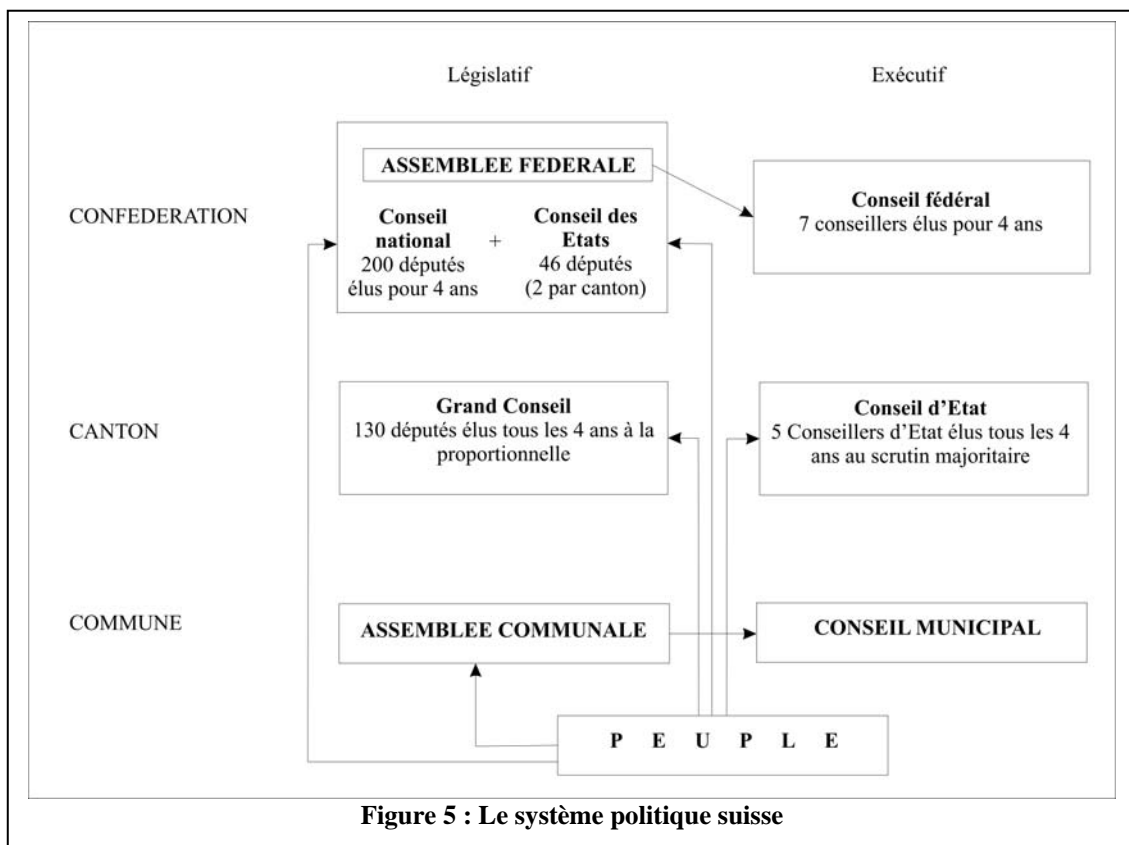 Législatif
Exécutif
CONFEDERATION
ASSEMBLEE FEDERALE
Conseil
national
200 députés
élus pour 4 ans
+
Conseil des
Etats
46 députés
(2 par canton)
Conseil fédéral
7 conseillers élus pour 4 ans
CANTON
Grand Conseil
130 députés élus tous les 4 ans à la
proportionnelle
Conseil d'Etat
5 Conseillers d'Etat élus tous les 4
ans au scrutin majoritaire
COMMUNE
ASSEMBLEE COMMUNALE
CONSEIL MUNICIPAL
P E U P L E
Figure 5 : Le système politique suisse